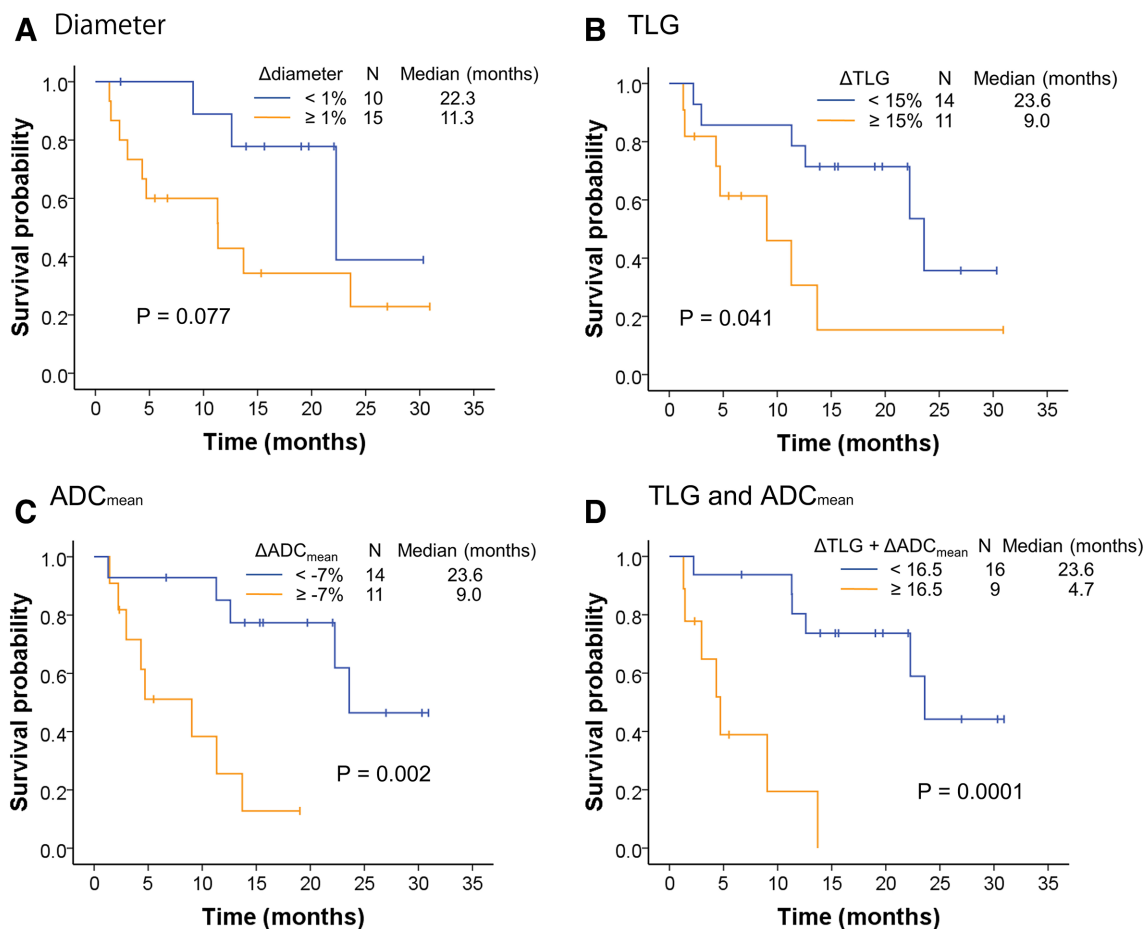 A Diameter
Δdiameter N Median (months)
< 1% 10 22.3
≥ 1% 15 11.3
1.0
0.8
0.6
0.4
0.2
0.0
Survival probability
P = 0.077
0 5 10 15 20 25 30 35
Time (months)
B TLG
ΔTLG N Median (months)
< 15% 14 23.6
≥ 15% 11 9.0
1.0
0.8
0.6
0.4
0.2
0.0
Survival probability
P = 0.041
0 5 10 15 20 25 30 35
Time (months)
C ADCmean
ΔADCmean N Median (months)
< -7% 14 23.6
≥ -7% 11 9.0
1.0
0.8
0.6
0.4
0.2
0.0
Survival probability
P = 0.002
0 5 10 15 20 25 30 35
Time (months)
D TLG and ADCmean
ΔTLG + ΔADCmean N Median (months)
< 16.5 16 23.6
≥ 16.5 9 4.7
1.0
0.8
0.6
0.4
0.2
0.0
Survival probability
P = 0.0001
0 5 10 15 20 25 30 35
Time (months)